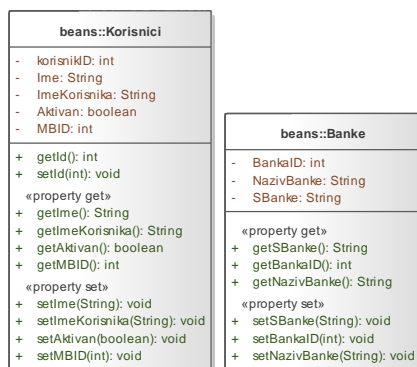 beans::Korisnici
- korisnikID: int
- Ime: String
- ImeKorisnika: String
- Aktivan: boolean
- MBID: int
+ getId(): int
+ setId(int): void
«property get»
+ getIme(): String
+ getImeKorisnika(): String
+ getAktivan(): boolean
+ getMBID(): int
«property set»
+ setIme(String): void
+ setImeKorisnika(String): void
+ setAktivan(boolean): void
+ setMBID(int): void
beans::Banke
- BankaID: int
- NazivBanke: String
- SBanke: String
«property get»
+ getSBanke(): String
+ getBankaID(): int
+ getNazivBanke(): String
«property set»
+ setSBanke(String): void
+ setBankaID(int): void
+ setNazivBanke(String): void